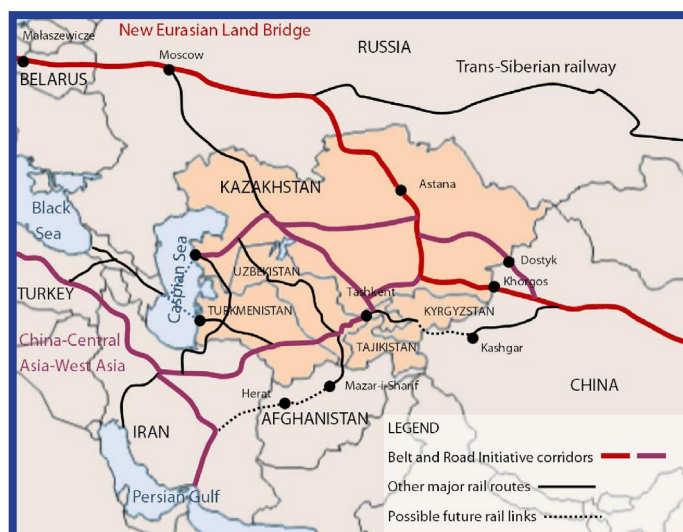 New Eurasian Land Bridge
Małaszewicze
RUSSIA
Moscow
Trans-Siberian railway
BELARUS
KAZAKHSTAN
Astana
Black
Sea
Caspian Sea
Dostyk
UZBEKISTAN
Khorgos
TURKEY
Tashkent
TURKMENISTAN
KYRGYZSTAN
China-Central
Asia-West Asia
TAJIKISTAN
Kashgar
Mazar-i-Sharif
CHINA
Herat
AFGHANISTAN
IRAN
Persian Gulf
LEGEND
Belt and Road Initiative corridors
Other major rail routes
Possible future rail links